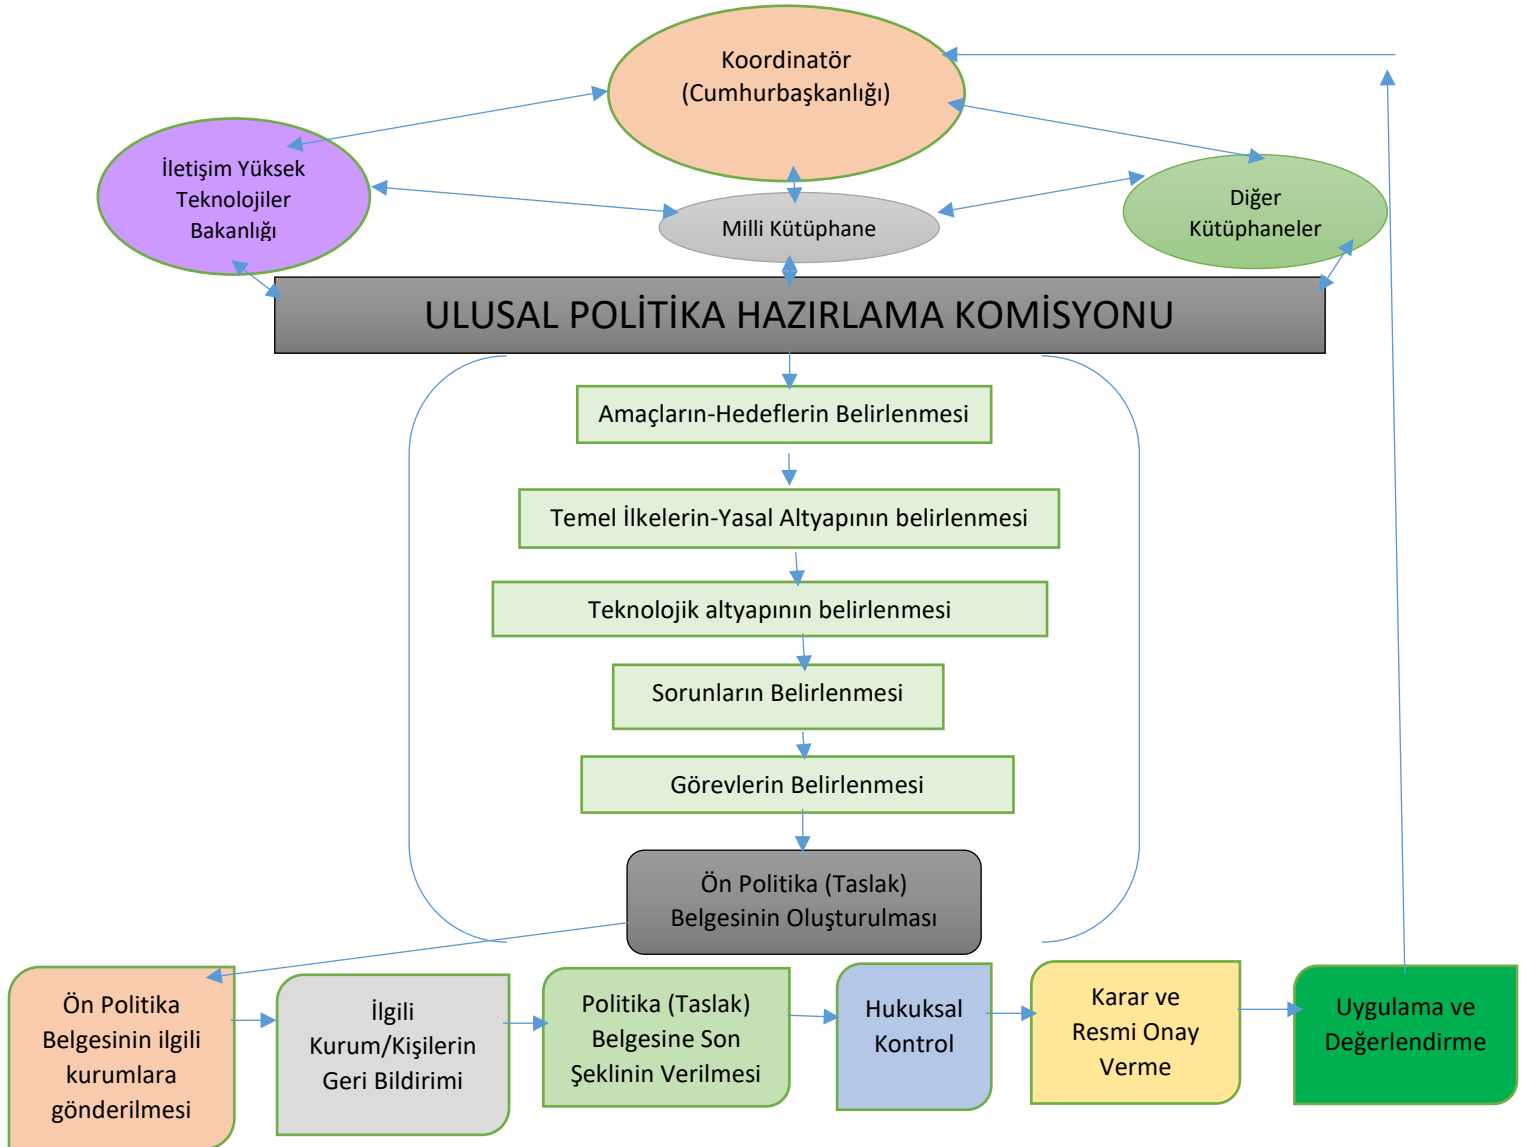 Koordinatör
(Cumhurbaşkanlığı)
İletişim Yüksek
Teknolojiler
Bakanlığı
Milli Kütüphane
Diğer
Kütüphaneler
ULUSAL POLİTİKA HAZIRLAMA KOMİSYONU
Amaçların-Hedeflerin Belirlenmesi
Temel İlkelerin-Yasal Altyapının belirlenmesi
Teknolojik altyapının belirlenmesi
Sorunların Belirlenmesi
Görevlerin Belirlenmesi
Ön Politika (Taslak)
Belgesinin Oluşturulması
Ön Politika
Belgesinin ilgili
kurumlara
gönderilmesi
İlgili
Kurum/Kişilerin
Geri Bildirimi
Politika (Taslak)
Belgesine Son
Şeklinin Verilmesi
Hukuksal
Kontrol
Karar ve
Resmi Onay
Verme
Uygulama ve
Değerlendirme